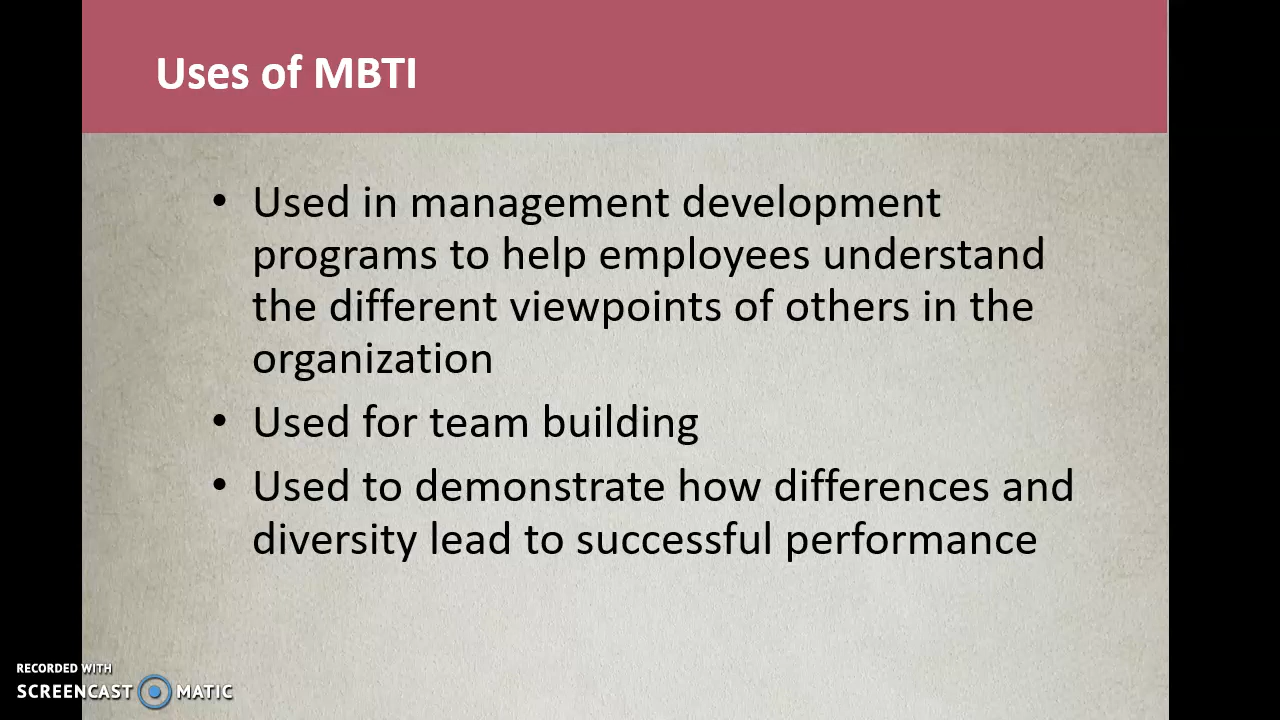 Uses of MBTI
• Used in management development
programs to help employees understand
the different viewpoints of others in the
organization
• Used for team building
• Used to demonstrate how differences and
diversity lead to successful performance
RECORDED WITH
SCREENCAST MATIC